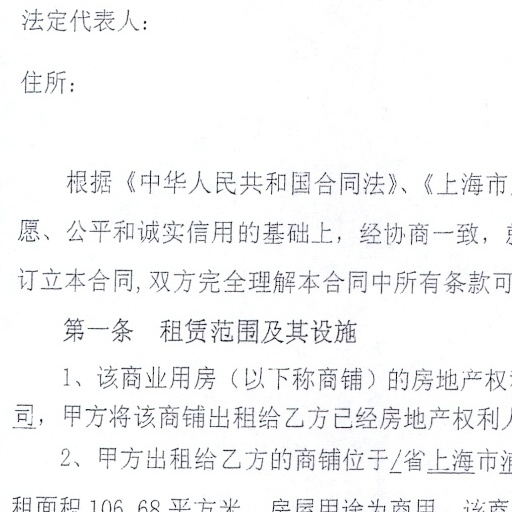 法定代表人：
住所：
根据《中华人民共和国合同法》、《上海市
愿、公平和诚实信用的基础上，经协商一致，
订立本合同，双方完全理解本合同中所有条款可
第一条 租赁范围及其设施
1、该商业用房（以下称商铺）的房地产权
司，甲方将该商铺出租给乙方已经房地产权利人
2、甲方出租给乙方的商铺位于/省上海市浦
租面积 106.68 平方米，房屋用途为商用，该商